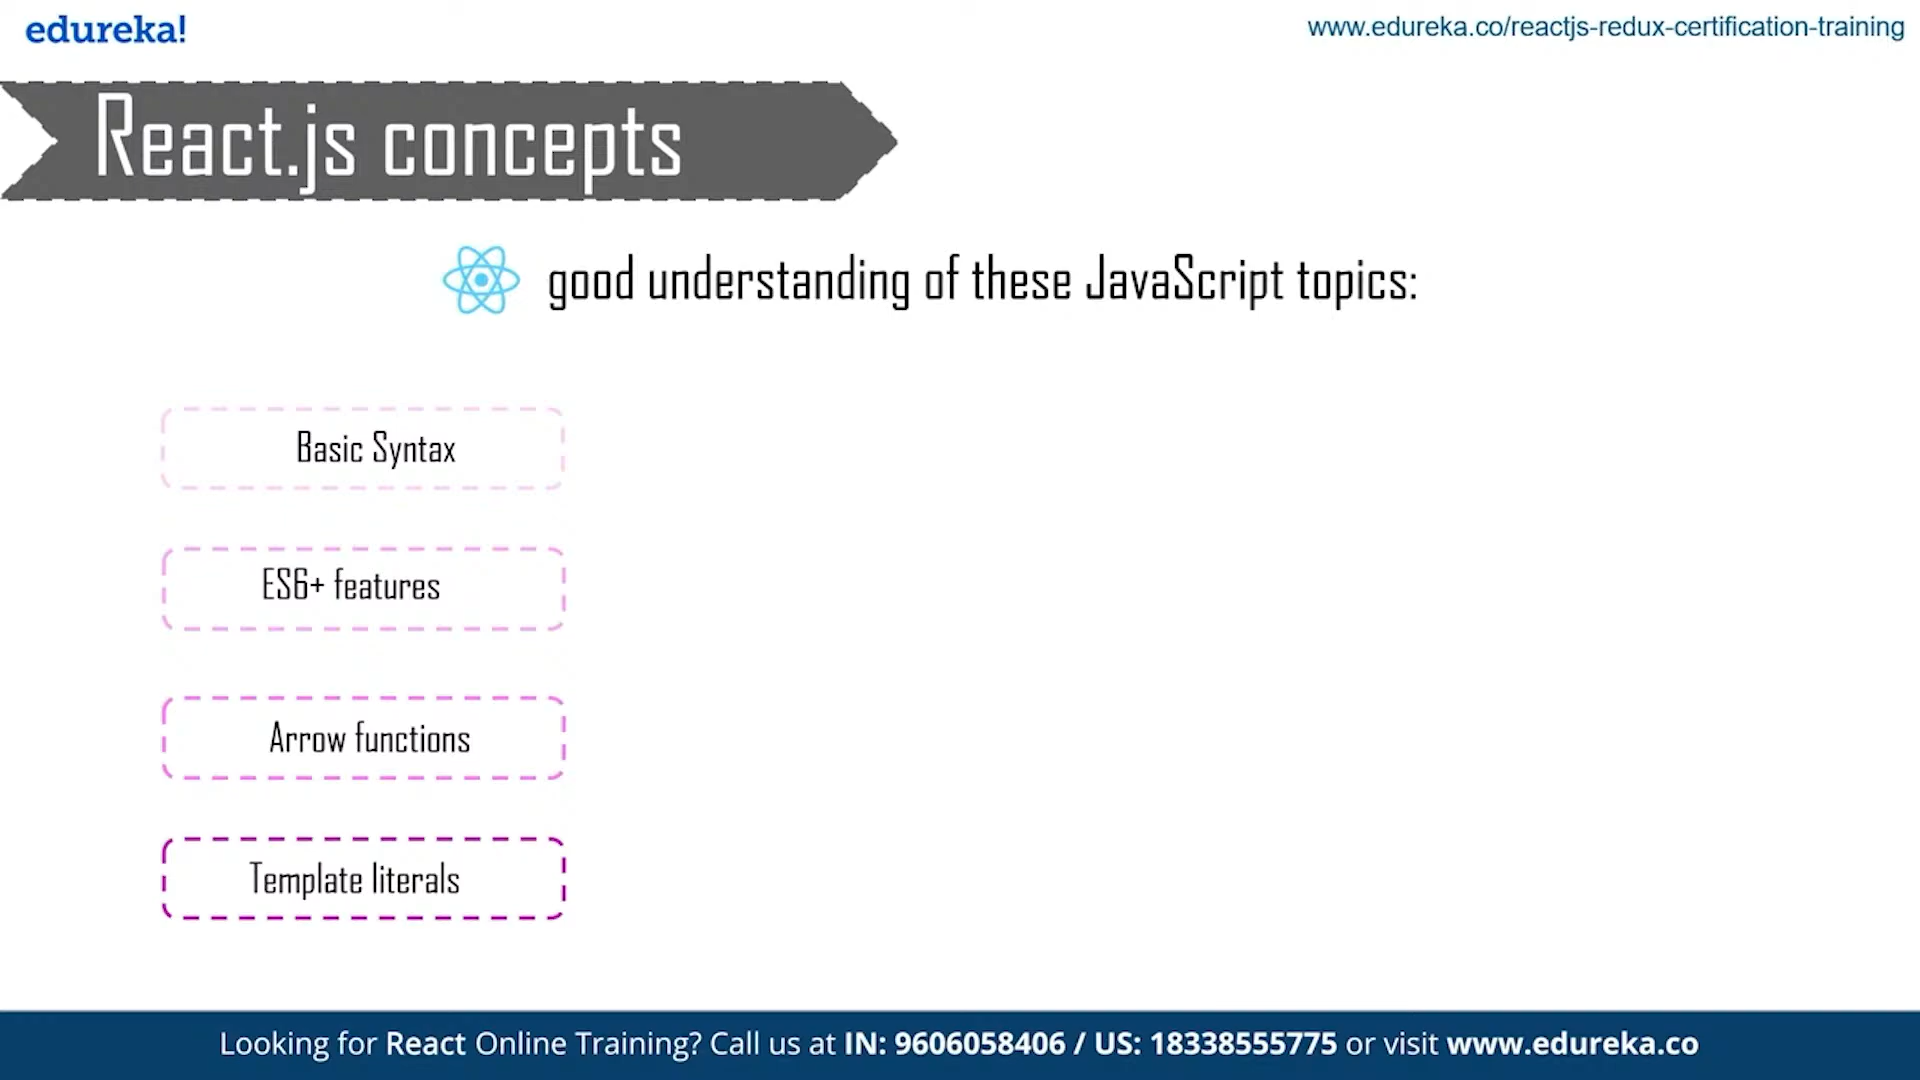 edureka!
www.edureka.co/reactjs-redux-certification-training
React.js concepts
good understanding of these JavaScript topics:
Basic Syntax
ES6+ features
Arrow functions
Template literals
Looking for React Online Training? Call us at IN: 9606058406 / US: 18338555775 or visit www.edureka.co